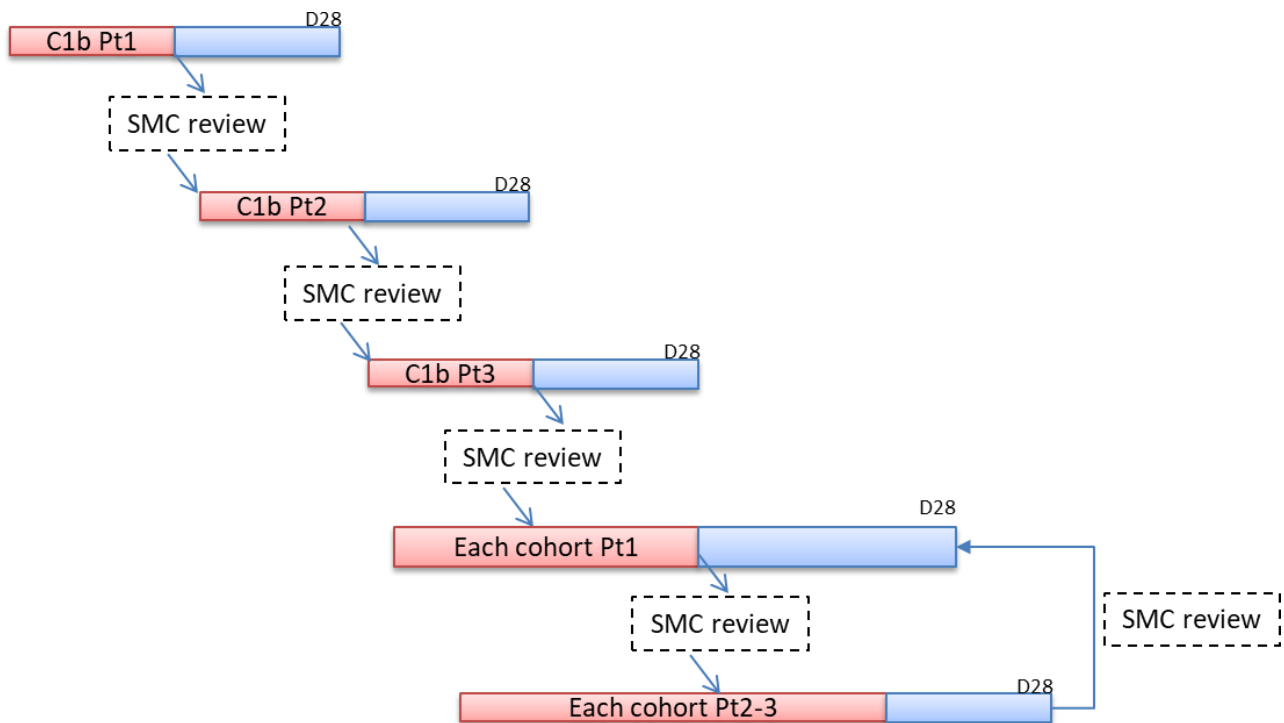 D28
C1b Pt1
SMC review
D28
C1b Pt2
SMC review
D28
C1b Pt3
SMC review
D28
Each cohort Pt1
SMC review
SMC review
D28
Each cohort Pt2-3